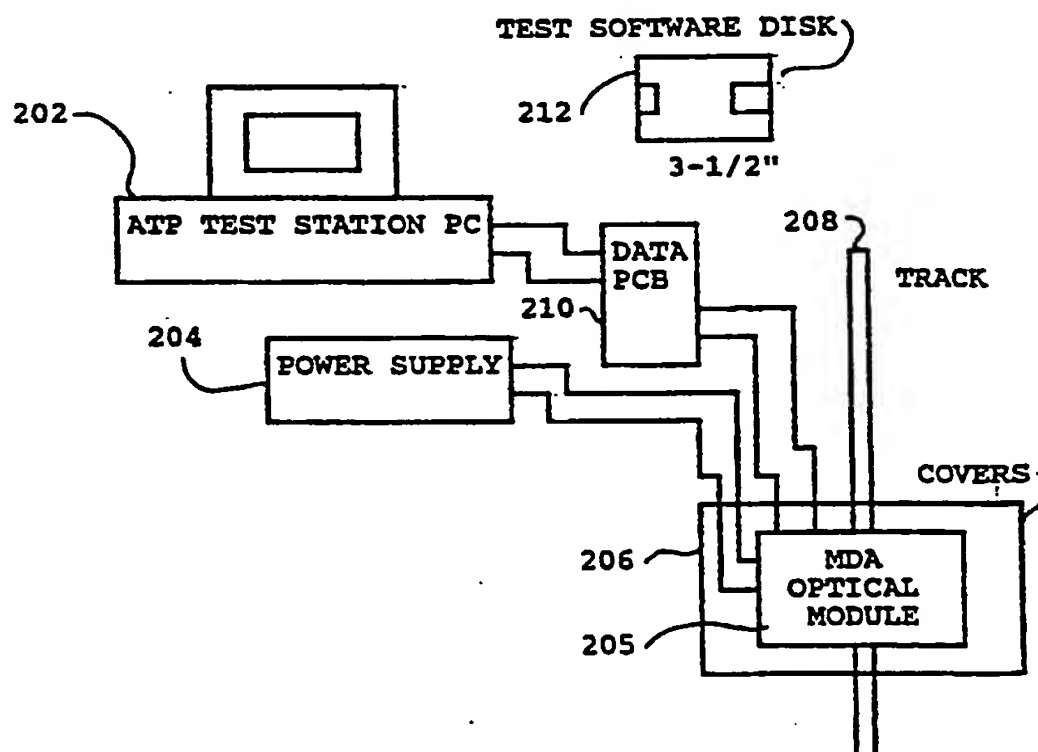 TEST SOFTWARE DISK
212
3-1/2"
202
ATP TEST STATION PC
DATA
PCB
210
208
TRACK
204
POWER SUPPLY
COVERS
206
MDA
OPTICAL
MODULE
205